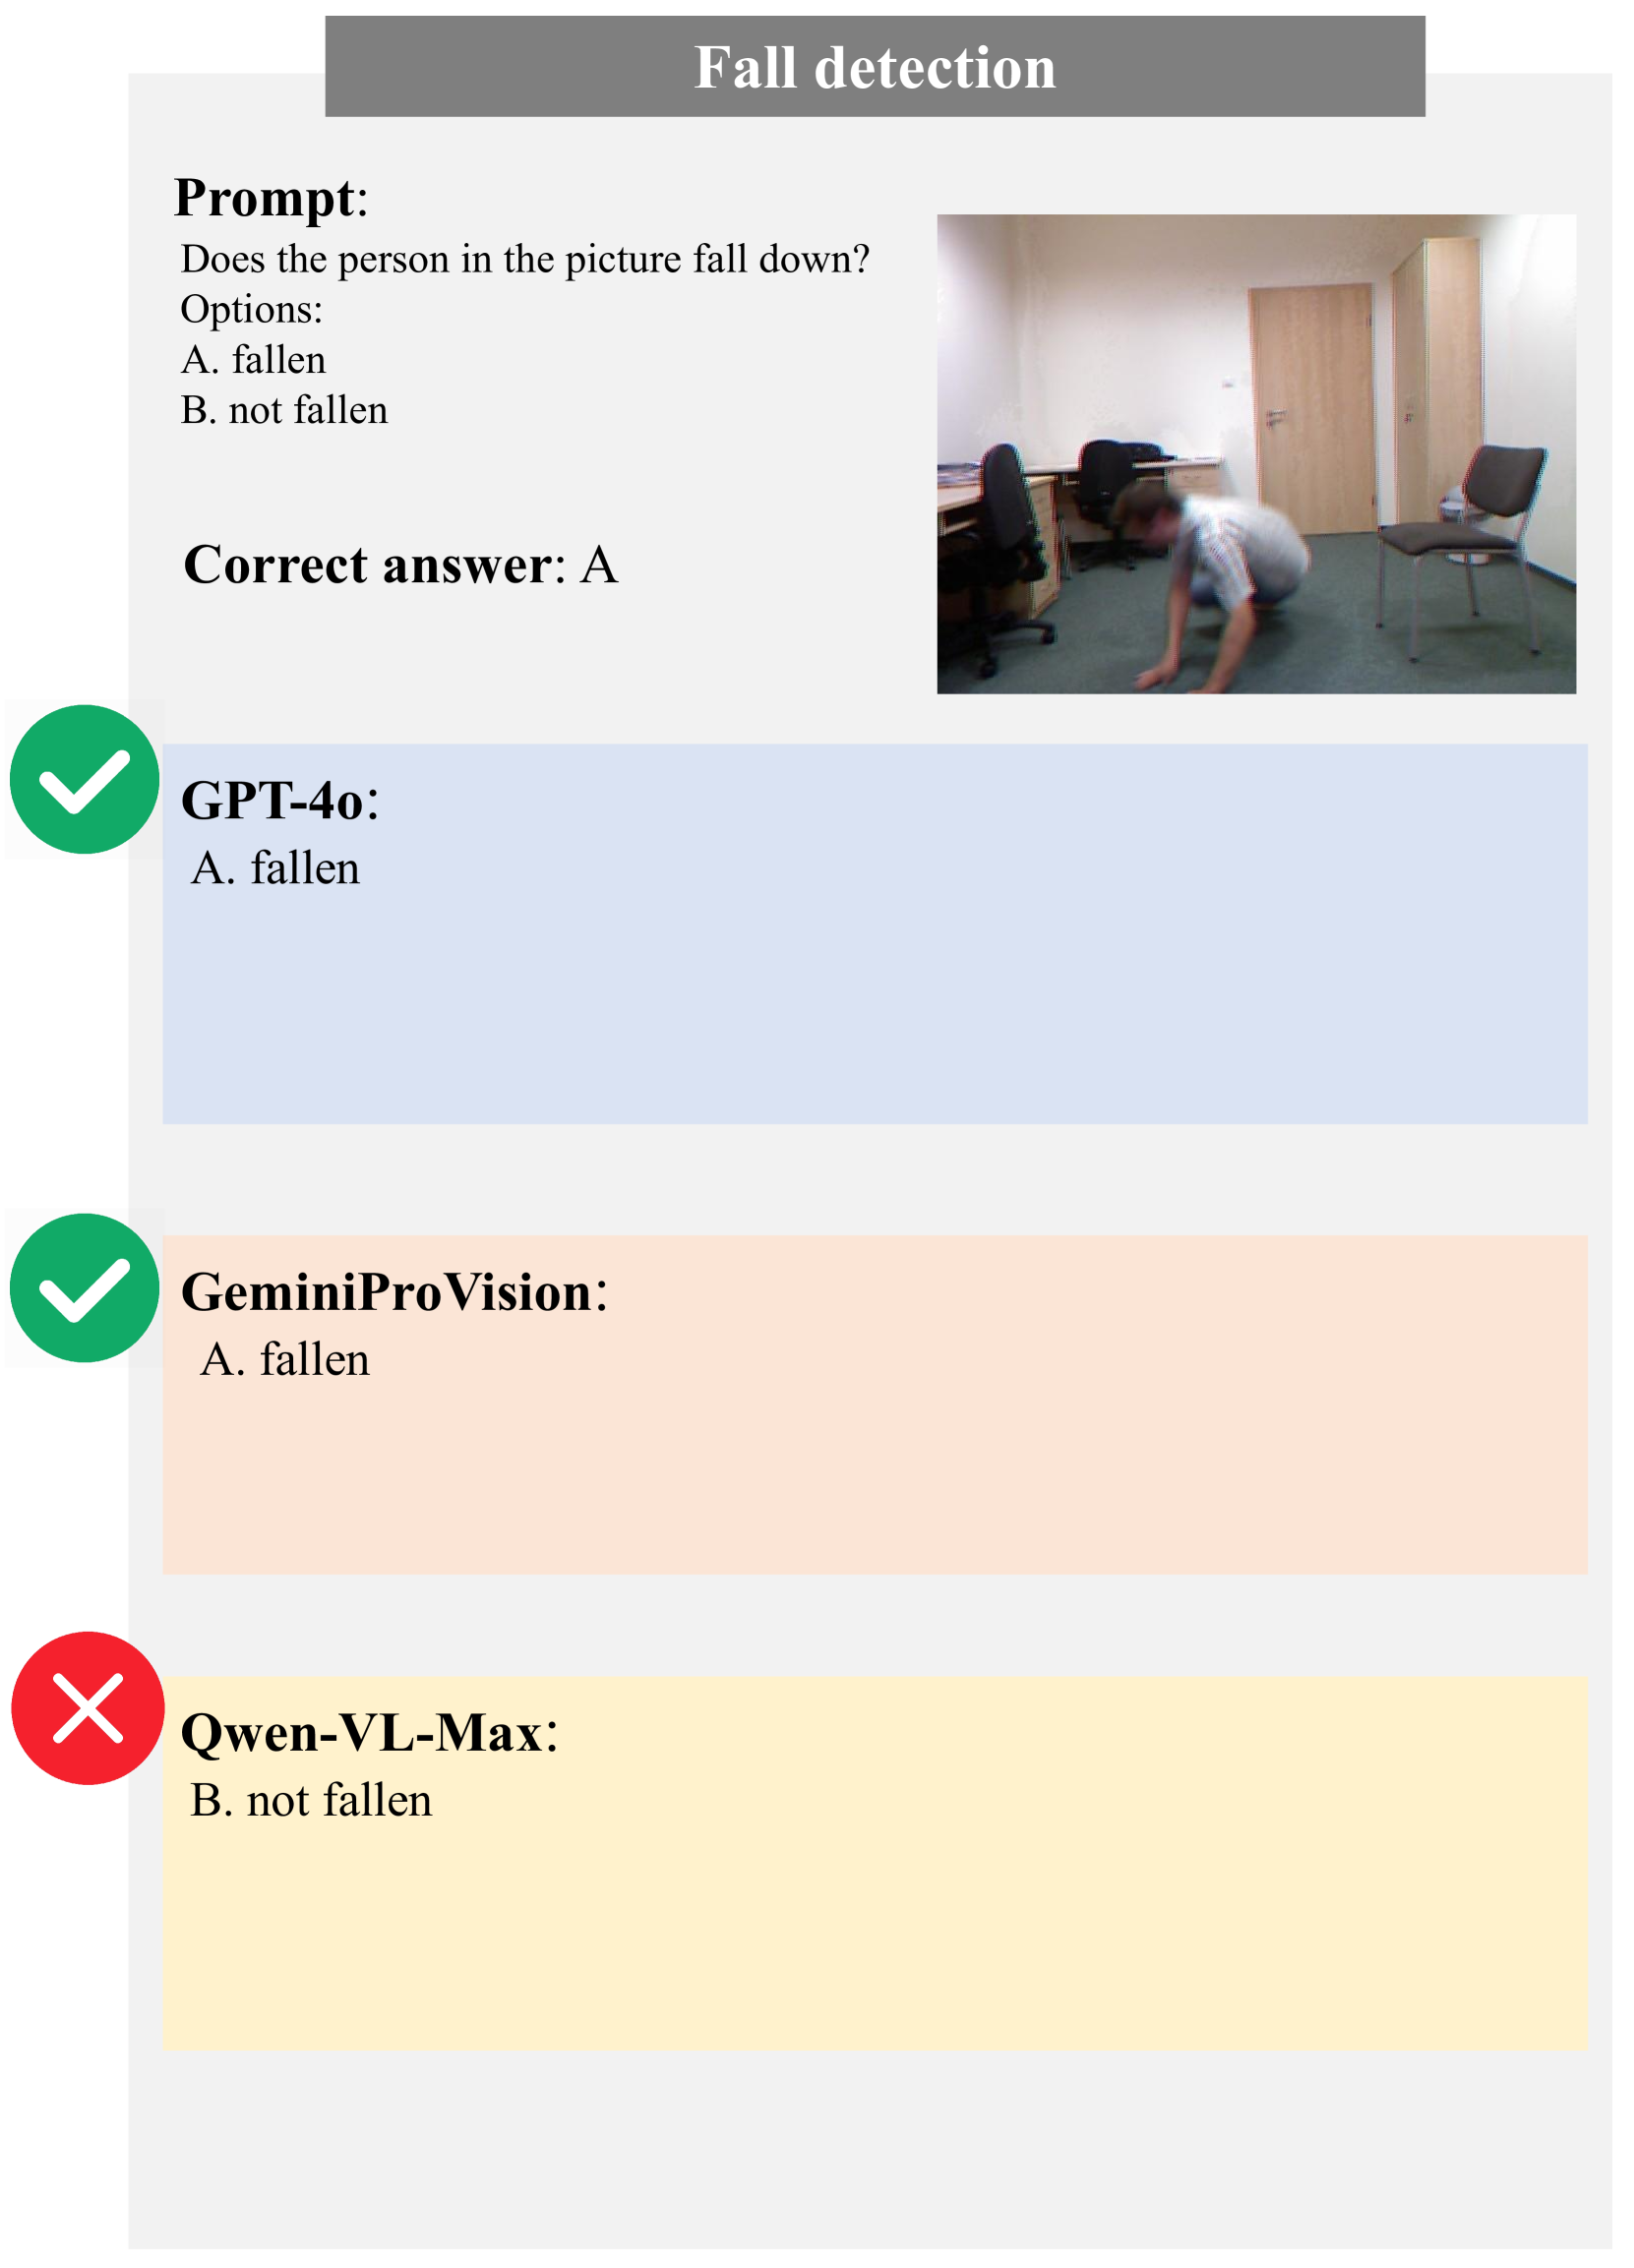 Fall detection
Prompt:
Does the person in the picture fall down?
Options:
A. fallen
B. not fallen
Correct answer: A
GPT-4o:
A. fallen
GeminiProVision:
A. fallen
Qwen-VL-Max:
B. not fallen